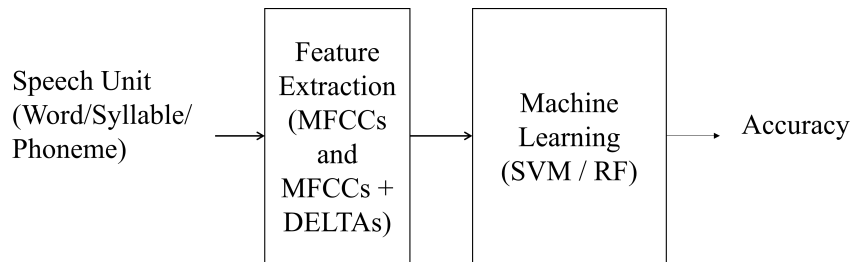 Speech Unit
(Word/Syllable/
Phoneme)
Feature
Extraction
(MFCCs
and
MFCCs +
DELTAs)
Machine
Learning
(SVM / RF)
Accuracy